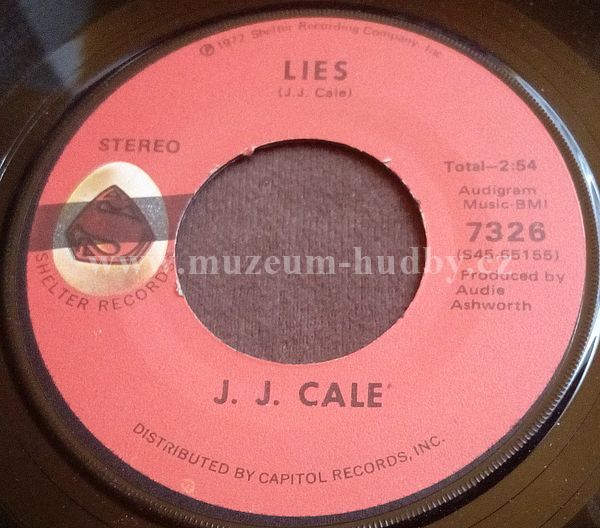 ℗ 1972 Shelter Recording Company, Inc.
LIES
(J.J. Cale)
STEREO
Total—2:54
Audigram
Music-BMI
7326
(S45-65155)
Produced by
Audie
Ashworth
SHELTER RECORDS
www.muzeum-hudby.cz
J. J. CALE
DISTRIBUTED BY CAPITOL RECORDS, INC.